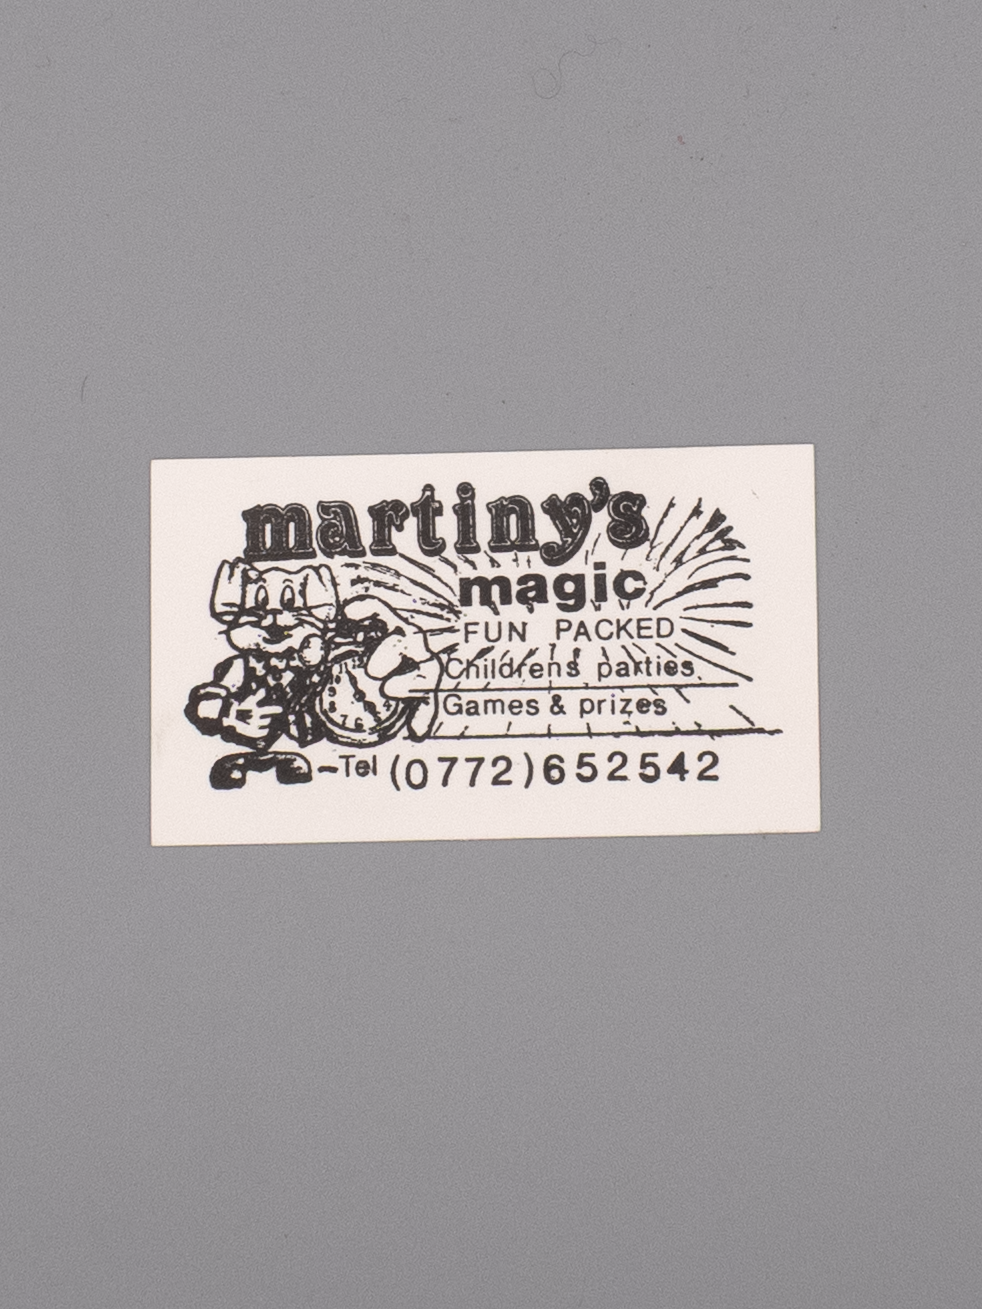 martiny's
magic
FUN PACKED
Childrens parties
Games & prizes
-Tel (0772)652542